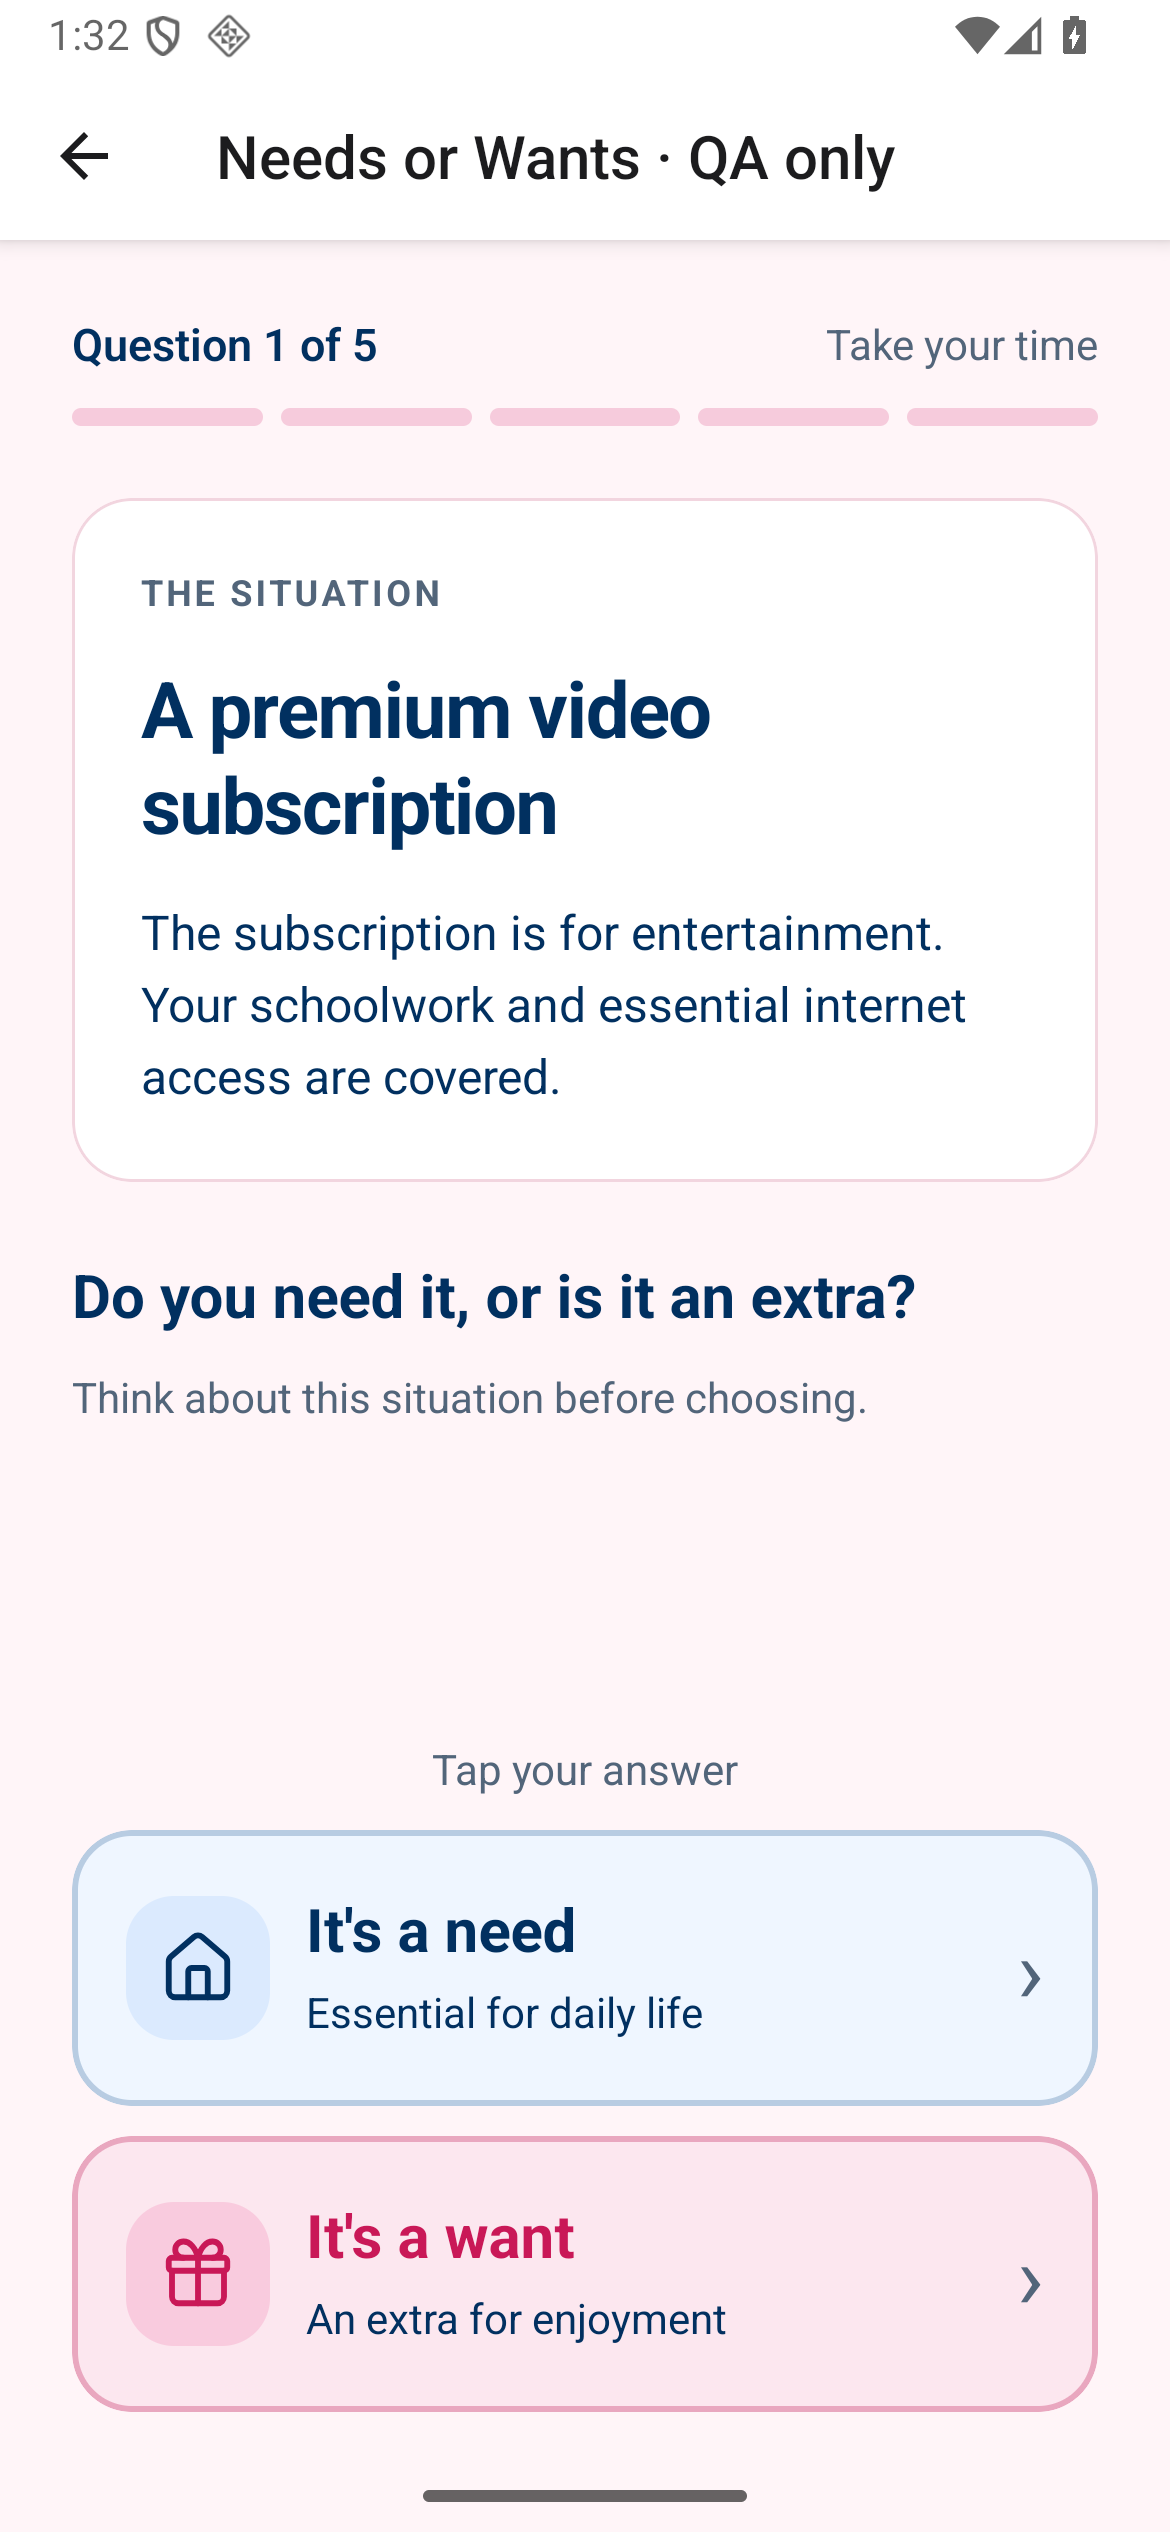 1:32
Needs or Wants · QA only
Question 1 of 5
Take your time
THE SITUATION
A premium video
subscription
The subscription is for entertainment.
Your schoolwork and essential internet
access are covered.
Do you need it, or is it an extra?
Think about this situation before choosing.
Tap your answer
It's a need
Essential for daily life
It's a want
An extra for enjoyment